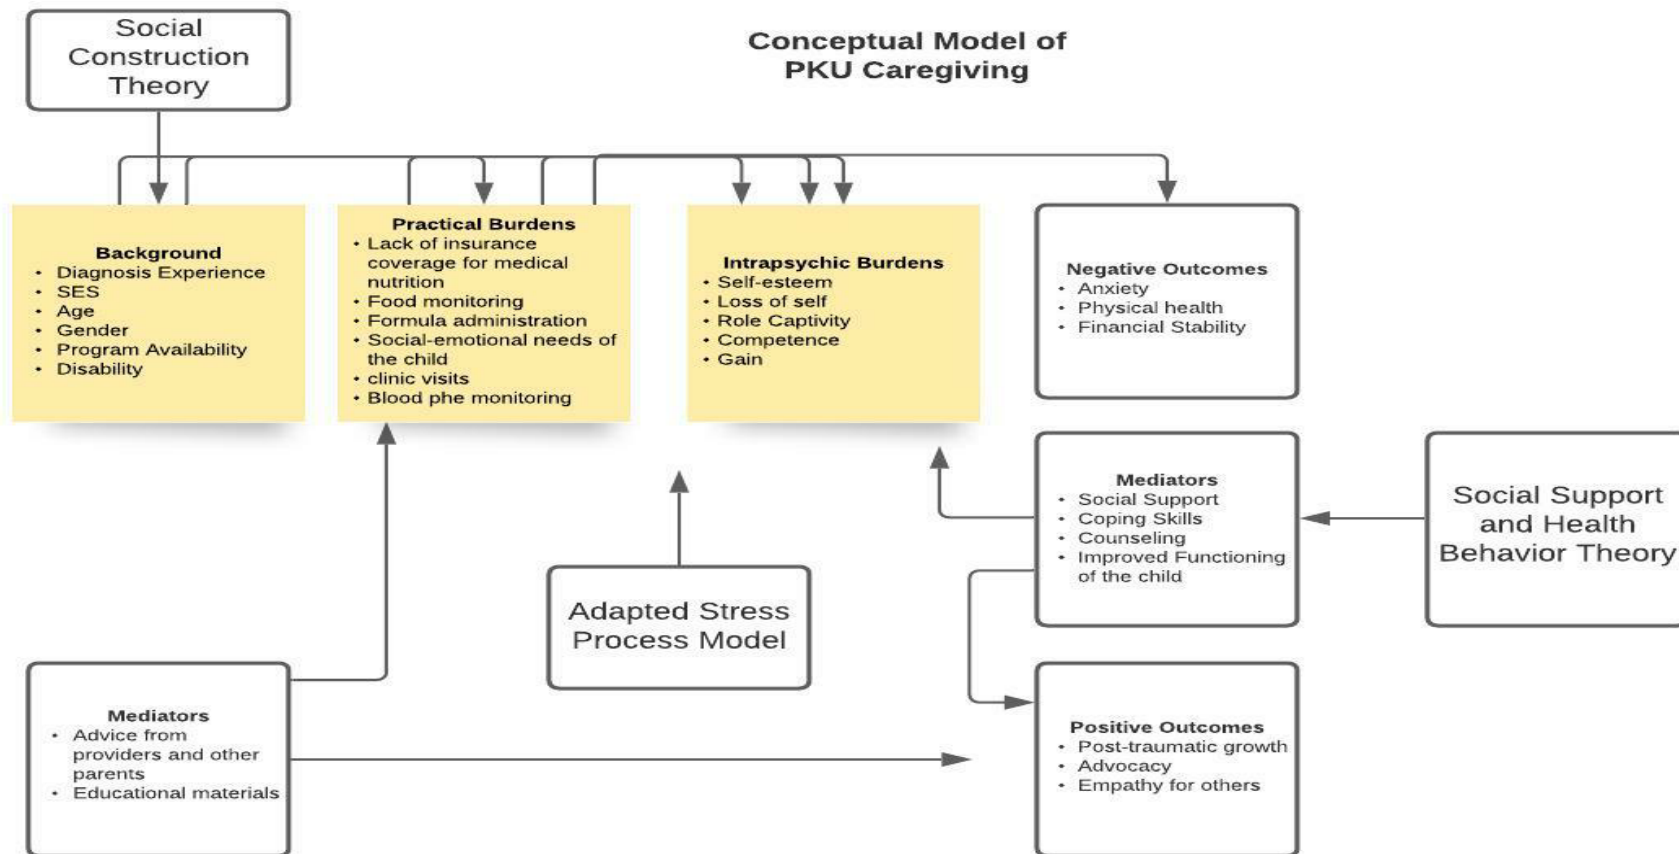 Social
Construction
Theory
Conceptual Model of
PKU Caregiving
Background
• Diagnosis Experience
• SES
• Age
• Gender
• Program Availability
• Disability
Practical Burdens
• Lack of insurance
coverage for medical
nutrition
• Food monitoring
• Formula administration
• Social-emotional needs of
the child
• clinic visits
• Blood phe monitoring
Intrapsychic Burdens
• Self-esteem
• Loss of self
• Role Captivity
• Competence
• Gain
Negative Outcomes
• Anxiety
• Physical health
• Financial Stability
Mediators
• Social Support
• Coping Skills
• Counseling
• Improved Functioning
of the child
Social Support
and Health
Behavior Theory
Adapted Stress
Process Model
Mediators
• Advice from
providers and other
parents
• Educational materials
Positive Outcomes
• Post-traumatic growth
• Advocacy
• Empathy for others